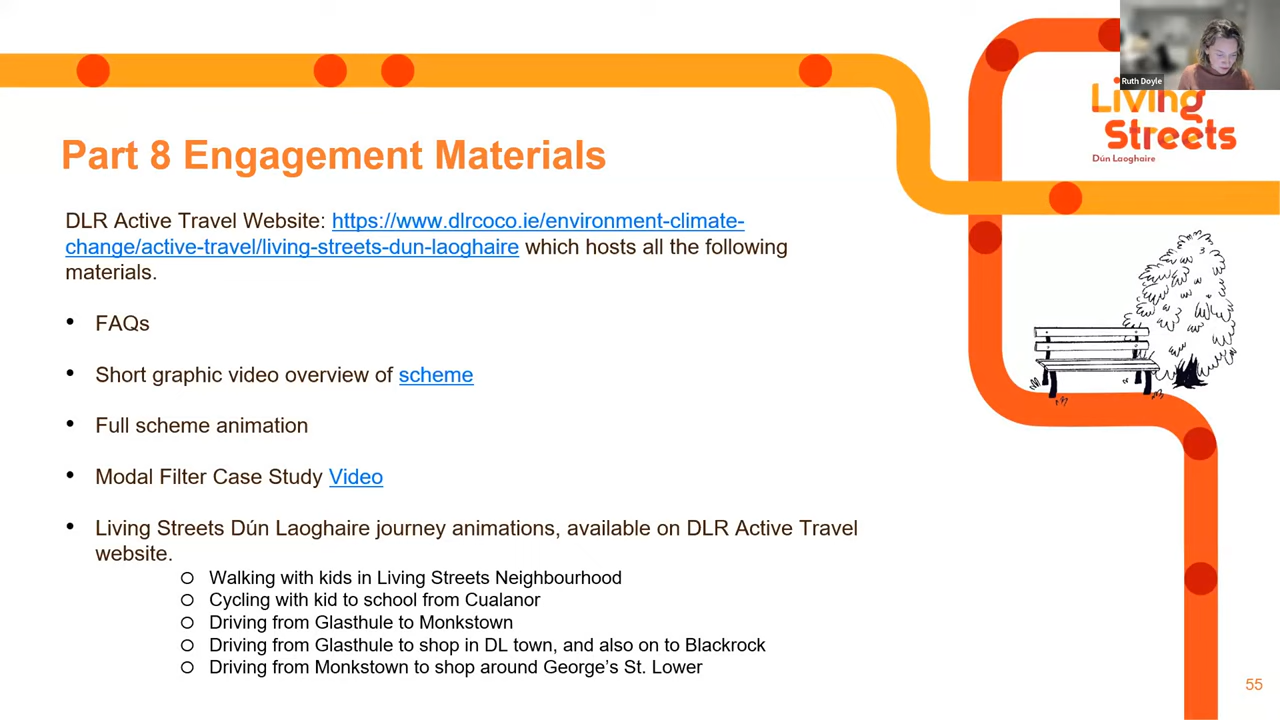 Ruth Doyle
Living
Streets
Dún Laoghaire
Part 8 Engagement Materials
DLR Active Travel Website: https://www.dlrcoco.ie/environment-climate-
change/active-travel/living-streets-dun-laoghaire which hosts all the following
materials.
• FAQs
• Short graphic video overview of scheme
• Full scheme animation
• Modal Filter Case Study Video
• Living Streets Dún Laoghaire journey animations, available on DLR Active Travel
website.
o Walking with kids in Living Streets Neighbourhood
o Cycling with kid to school from Cualanor
o Driving from Glasthule to Monkstown
o Driving from Glasthule to shop in DL town, and also on to Blackrock
o Driving from Monkstown to shop around George's St. Lower
55